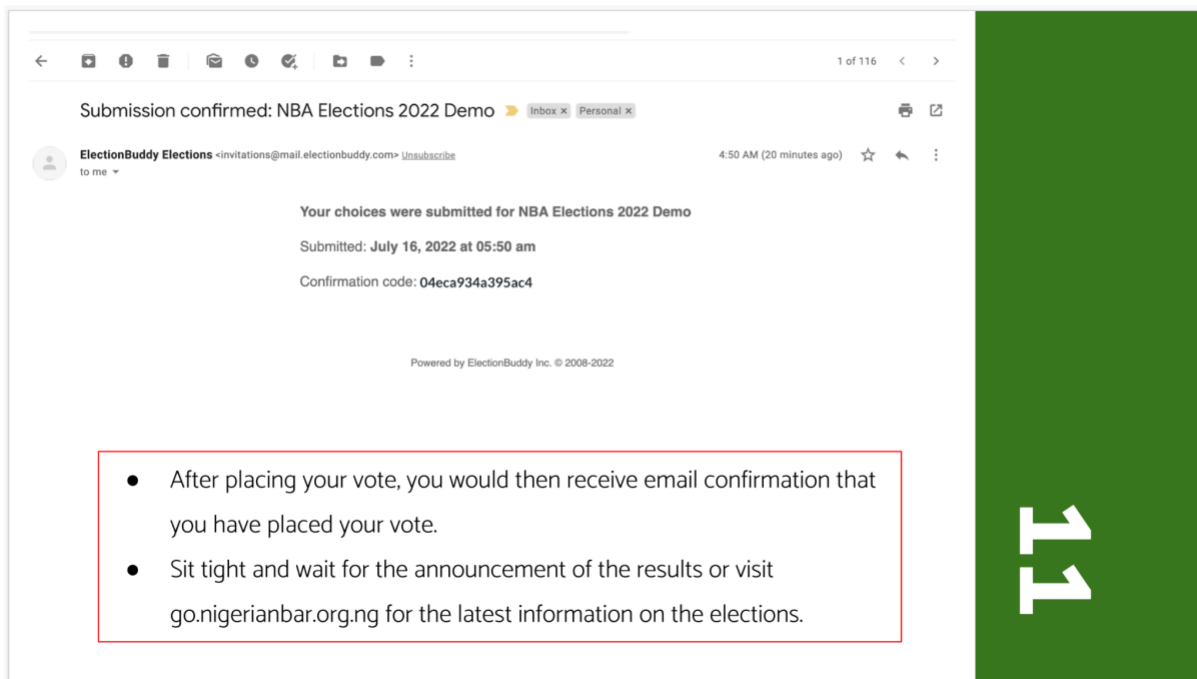 1 of 116
Submission confirmed: NBA Elections 2022 Demo Inbox × Personal ×
ElectionBuddy Elections <invitations@mail.electionbuddy.com> Unsubscribe 4:50 AM (20 minutes ago)
to me
Your choices were submitted for NBA Elections 2022 Demo
Submitted: July 16, 2022 at 05:50 am
Confirmation code: 04eca934a395ac4
Powered by ElectionBuddy Inc. © 2008-2022
● After placing your vote, you would then receive email confirmation that
you have placed your vote.
● Sit tight and wait for the announcement of the results or visit
go.nigerianbar.org.ng for the latest information on the elections.
11